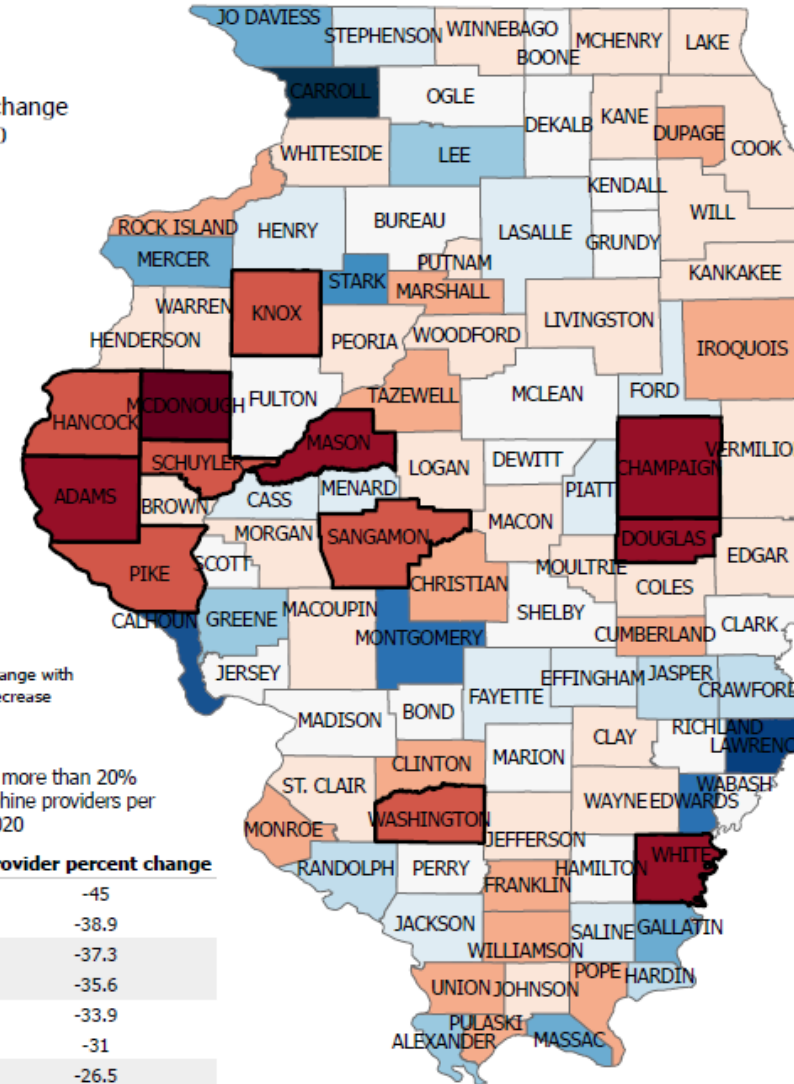 JO DAVIESS
STEPHENSON
WINNEBAGO
BOONE
MCHENRY
LAKE
CARROLL
OGLE
hange
DEKALB
KANE
DUPAGE
COOK
WHITESIDE
LEE
KENDALL
ROCK ISLAND
HENRY
BUREAU
LASALLE
GRUNDY
WILL
MERCER
PUTNAM
STARK
MARSHALL
KANKAKEE
WARREN
KNOX
HENDERSON
PEORIA
WOODFORD
LIVINGSTON
IROQUOIS
HANCOCK
MCDONOUGH
FULTON
TAZEWELL
MCLEAN
FORD
MASON
SCHUYLER
LOGAN
DEWITT
CHAMPAIGN
VERMILIO
ADAMS
BROWN
CASS
MENARD
PIATT
MORGAN
SANGAMON
MACON
DOUGLAS
PIKE
SCOTT
CHRISTIAN
MOULTRIE
EDGAR
COLES
CALHOUN
GREENE
MACOUPIN
MONTGOMERY
SHELBY
CUMBERLAND
CLARK
ange with
JERSEY
FAYETTE
EFFINGHAM
JASPER
CRAWFORD
crease
MADISON
BOND
RICHLAND
LAWRENC
CLAY
MARION
more than 20%
CLINTON
WABASH
hine providers per
ST. CLAIR
WAYNE
EDWARDS
020
MONROE
WASHINGTON
JEFFERSON
WHITE
rovider percent change
RANDOLPH
PERRY
HAMILTON
FRANKLIN
-45
JACKSON
SALINE
GALLATIN
-38.9
WILLIAMSON
-37.3
UNION
JOHNSON
POPE
HARDIN
-35.6
PULASKI
-33.9
ALEXANDER
MASSAC
-31
-26.5